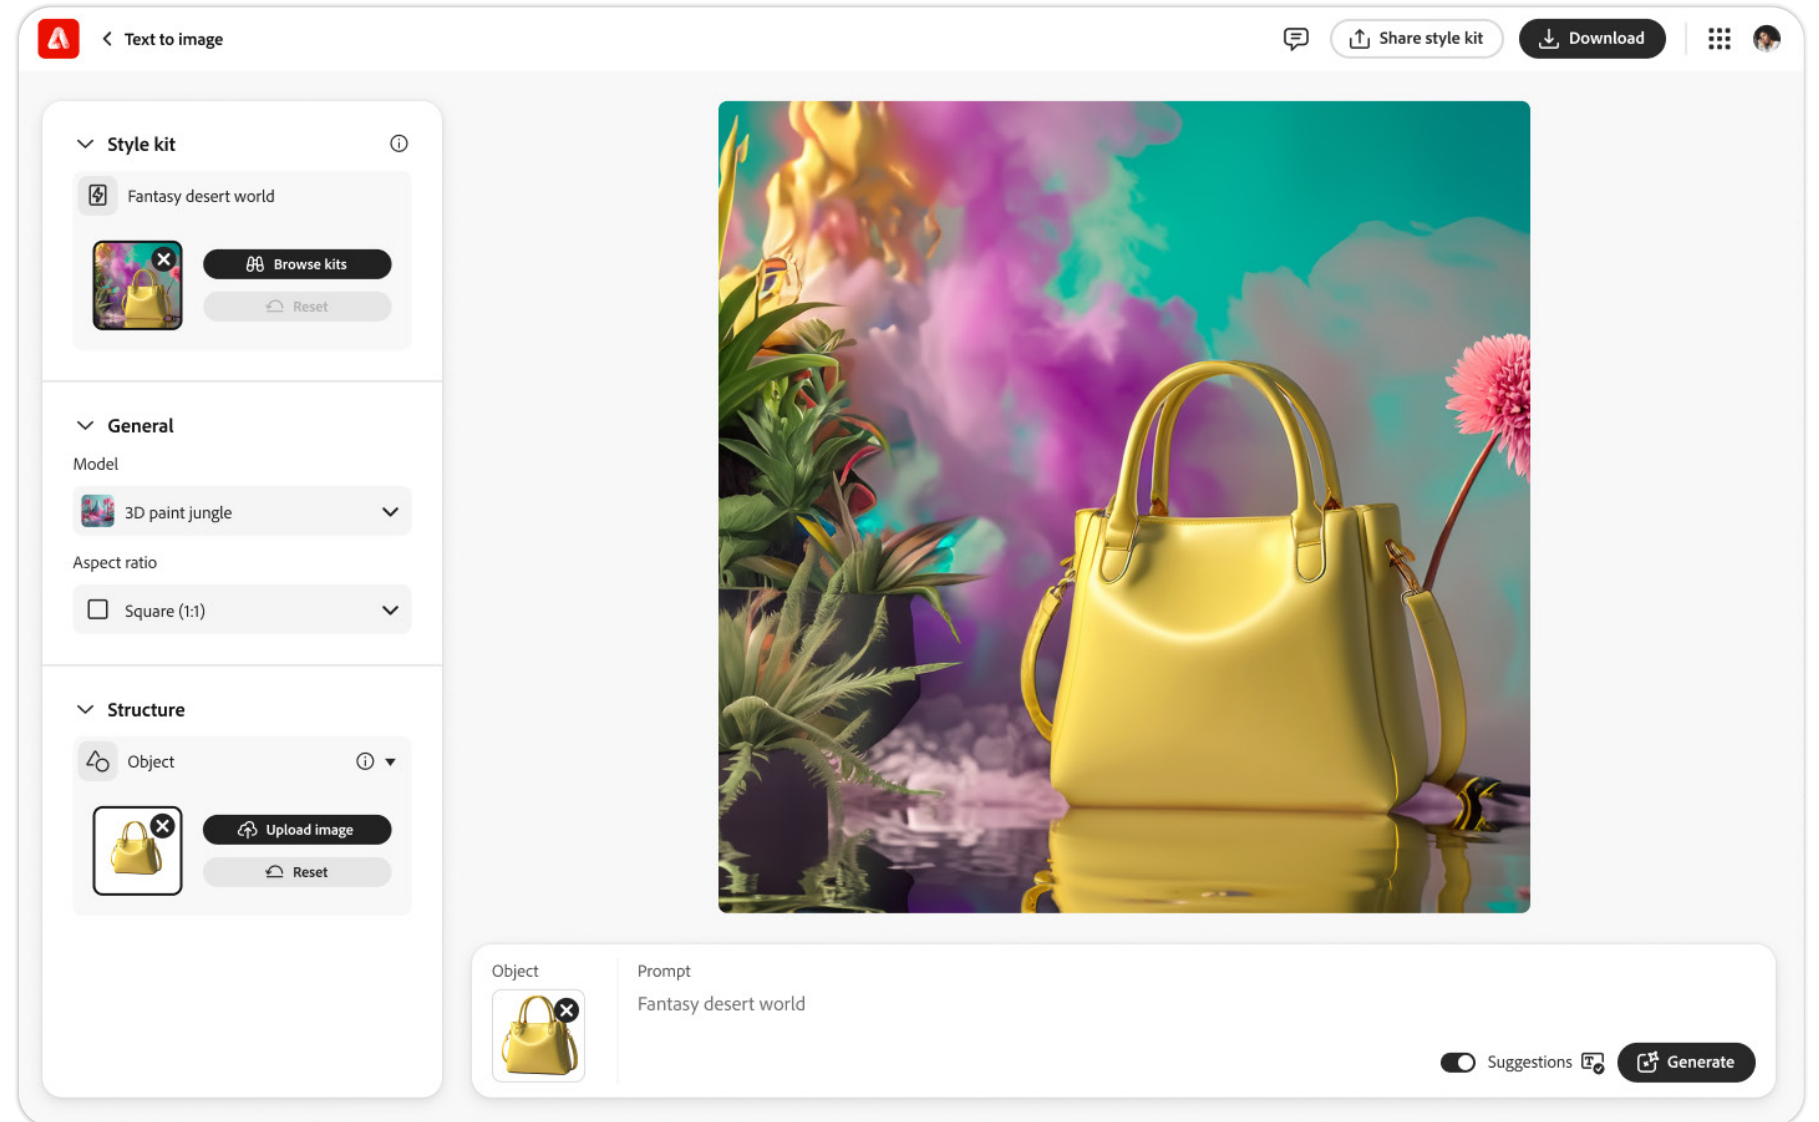 Text to image
Share style kit
Download
Style kit
Fantasy desert world
Browse kits
Reset
General
Model
3D paint jungle
Aspect ratio
Square (1:1)
Structure
Object
Upload image
Reset
Object
Prompt
Fantasy desert world
Suggestions
Generate